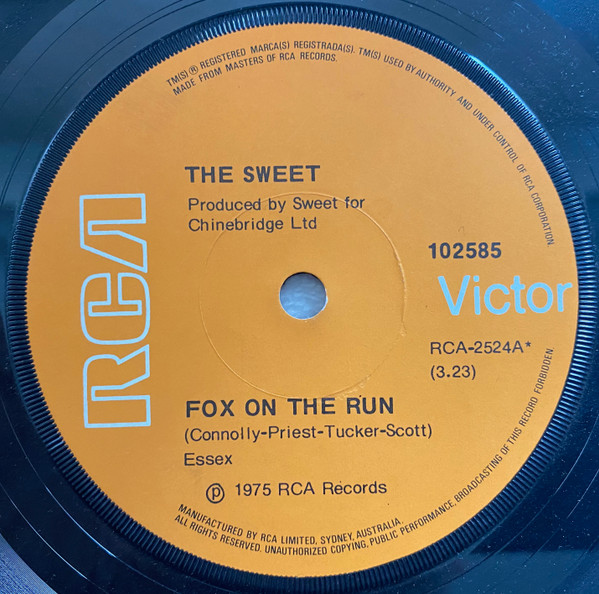 TM(S) ® REGISTERED MARCA(S) REGISTRADA(S). TM(S) USED BY AUTHORITY AND UNDER CONTROL OF RCA CORPORATION.
MADE FROM MASTERS OF RCA RECORDS.
THE SWEET
Produced by Sweet for
Chinebridge Ltd
RCA
102585
Victor
RCA-2524A*
(3.23)
FOX ON THE RUN
(Connolly-Priest-Tucker-Scott)
Essex
℗ 1975 RCA Records
MANUFACTURED BY RCA LIMITED, SYDNEY, AUSTRALIA.
ALL RIGHTS RESERVED. UNAUTHORIZED COPYING, PUBLIC PERFORMANCE, BROADCASTING OF THIS RECORD FORBIDDEN